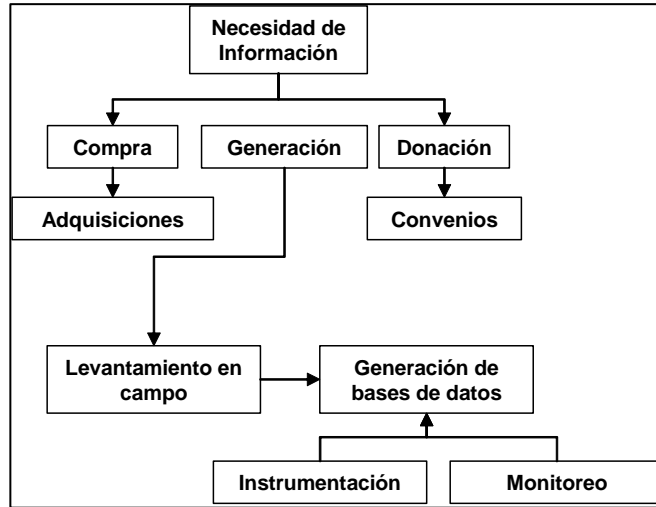 Necesidad de
Información
Compra
Generación
Donación
Adquisiciones
Convenios
Levantamiento en
campo
Generación de
bases de datos
Instrumentación
Monitoreo